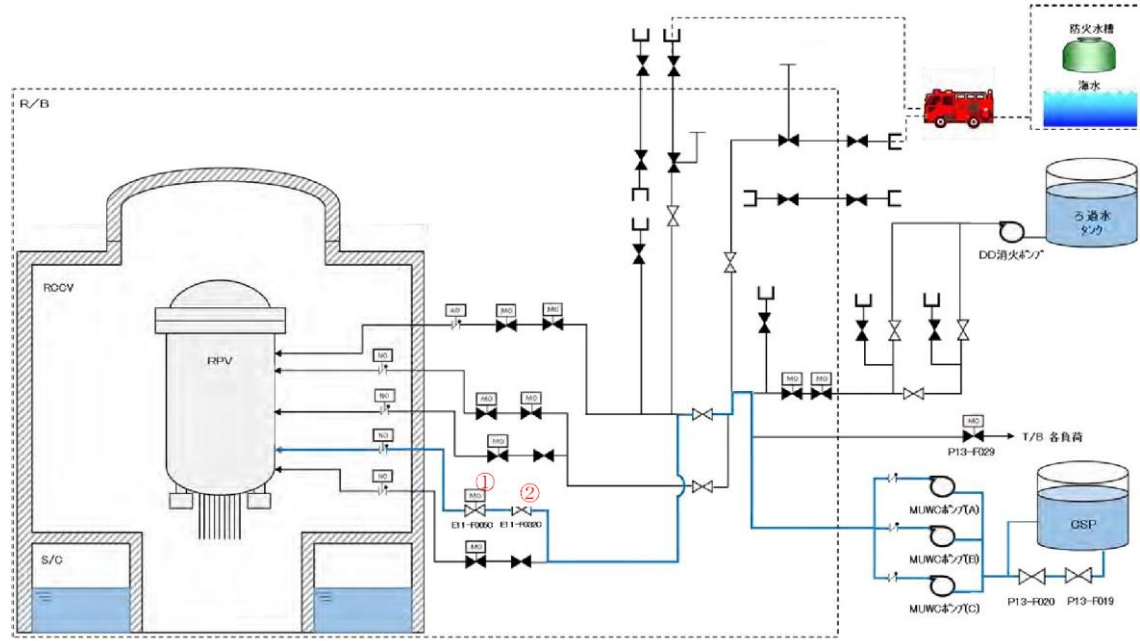 防火水槽
海水
R/B
ろ過水
タンク
DD消火ポンプ
RCCV
AO
MO
MO
RPV
NO
MO
MO
NO
MO
MO
MO
NO
①
②
MO
E11-F005C
E11-F032C
NO
MO
MO
P13-F029
T/B 各負荷
MUWCポンプ(A)
MUWCポンプ(B)
MUWCポンプ(C)
CSP
P13-F020
P13-F019
S/C